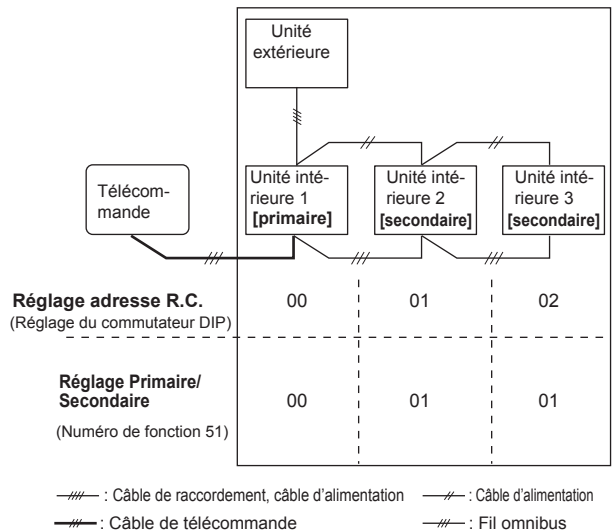 Unité
extérieure
Télécom-
mande
Unité inté-
rieure 1
[primaire]
Unité inté-
rieure 2
[secondaire]
Unité inté-
rieure 3
[secondaire]
Réglage adresse R.C.
(Réglage du commutateur DIP)
00
01
02
Réglage Primaire/
Secondaire
(Numéro de fonction 51)
00
01
01
: Câble de raccordement, câble d'alimentation
: Câble d'alimentation
: Câble de télécommande
: Fil omnibus